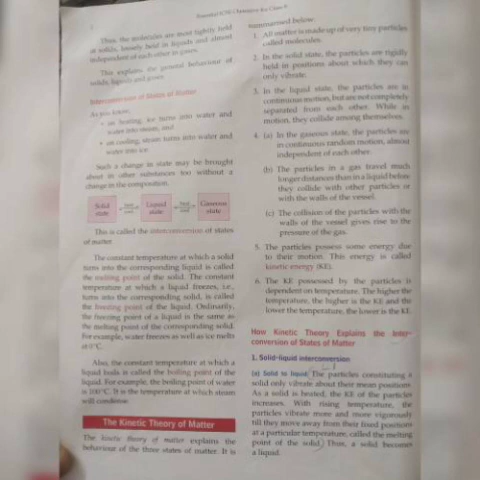 Essential ICSE Chemistry for Class 8
Thus, the molecules are most tightly held
in solids, loosely held in liquids and almost
independent of each other in gases.
This explains the general behaviour of
solids, liquids and gases.
Interconversion of States of Matter
As you know,
• on heating, ice turns into water and
water into steam, and
• on cooling, steam turns into water and
water into ice.
Such a change in state may be brought
about in other substances too without a
change in the composition.
Solid state heat cool Liquid state heat cool Gaseous state
This is called the interconversion of states
of matter.
The constant temperature at which a solid
turns into the corresponding liquid is called
the melting point of the solid. The constant
temperature at which a liquid freezes, i.e.,
turns into the corresponding solid, is called
the freezing point of the liquid. Ordinarily,
the freezing point of a liquid is the same as
the melting point of the corresponding solid.
For example, water freezes as well as ice melts
at 0°C.
Also, the constant temperature at which a
liquid boils is called the boiling point of the
liquid. For example, the boiling point of water
is 100°C. It is the temperature at which steam
will condense.
The Kinetic Theory of Matter
The kinetic theory of matter explains the
behaviour of the three states of matter. It is
summarised below:
1. All matter is made up of very tiny particles
called molecules.
2. In the solid state, the particles are rigidly
held in positions about which they can
only vibrate.
3. In the liquid state, the particles are in
continuous motion, but are not completely
separated from each other. While in
motion, they collide among themselves.
4. (a) In the gaseous state, the particles are
in continuous random motion, almost
independent of each other.
(b) The particles in a gas travel much
longer distances than in a liquid before
they collide with other particles or
with the walls of the vessel.
(c) The collision of the particles with the
walls of the vessel gives rise to the
pressure of the gas.
5. The particles possess some energy due
to their motion. This energy is called
kinetic energy (KE).
6. The KE possessed by the particles is
dependent on temperature. The higher the
temperature, the higher is the KE and the
lower the temperature, the lower is the KE.
How Kinetic Theory Explains the Inter-
conversion of States of Matter
1. Solid-liquid interconversion
(a) Solid to liquid The particles constituting a
solid only vibrate about their mean positions.
As a solid is heated, the KE of the particles
increases. With rising temperature, the
particles vibrate more and more vigorously
till they move away from their fixed positions
at a particular temperature, called the melting
point of the solid. Thus, a solid becomes
a liquid.